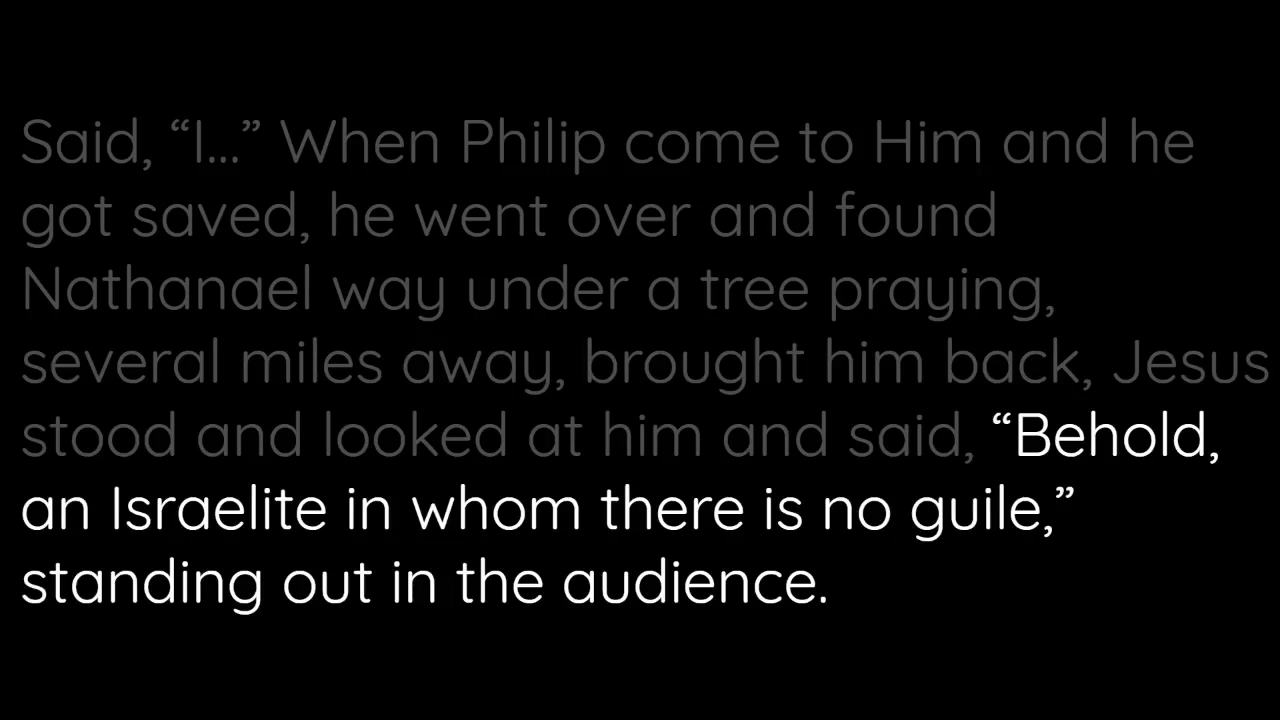 Said, “I...” When Philip come to Him and he
got saved, he went over and found
Nathanael way under a tree praying,
several miles away, brought him back, Jesus
stood and looked at him and said, “Behold,
an Israelite in whom there is no guile,”
standing out in the audience.